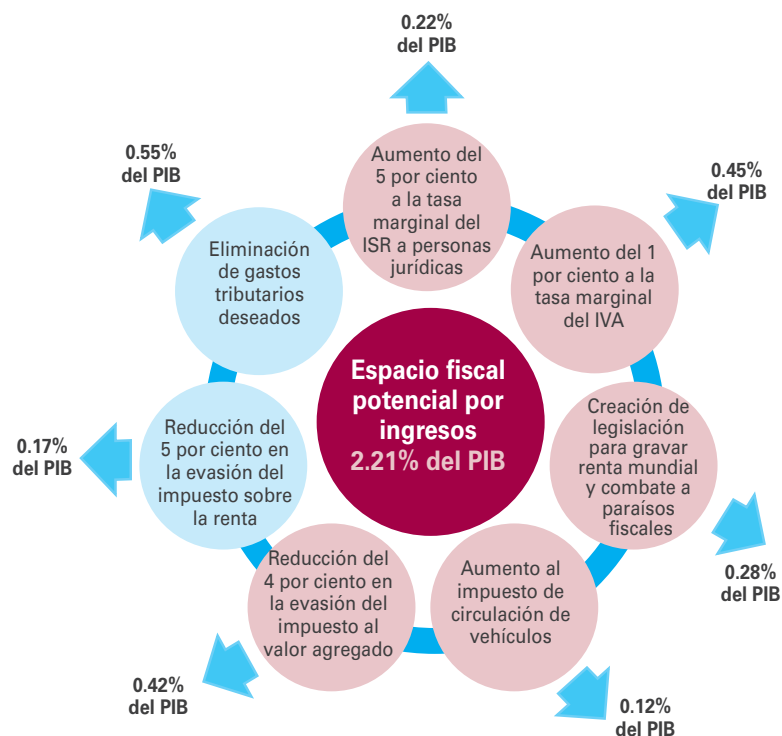 0.22%
del PIB
Aumento del
5 por ciento
a la tasa
marginal del
ISR a personas
jurídicas
0.45%
del PIB
Aumento del 1
por ciento a la
tasa marginal
del IVA
Creación de
legislación
para gravar
renta mundial
y combate a
paraísos
fiscales
0.28%
del PIB
Aumento al
impuesto de
circulación de
vehículos
0.12%
del PIB
Reducción del
4 por ciento en
la evasión del
impuesto al
valor agregado
0.42%
del PIB
Reducción del
5 por ciento en
la evasión del
impuesto sobre
la renta
0.17%
del PIB
Eliminación
de gastos
tributarios
deseados
0.55%
del PIB
Espacio fiscal
potencial por
ingresos
2.21% del PIB